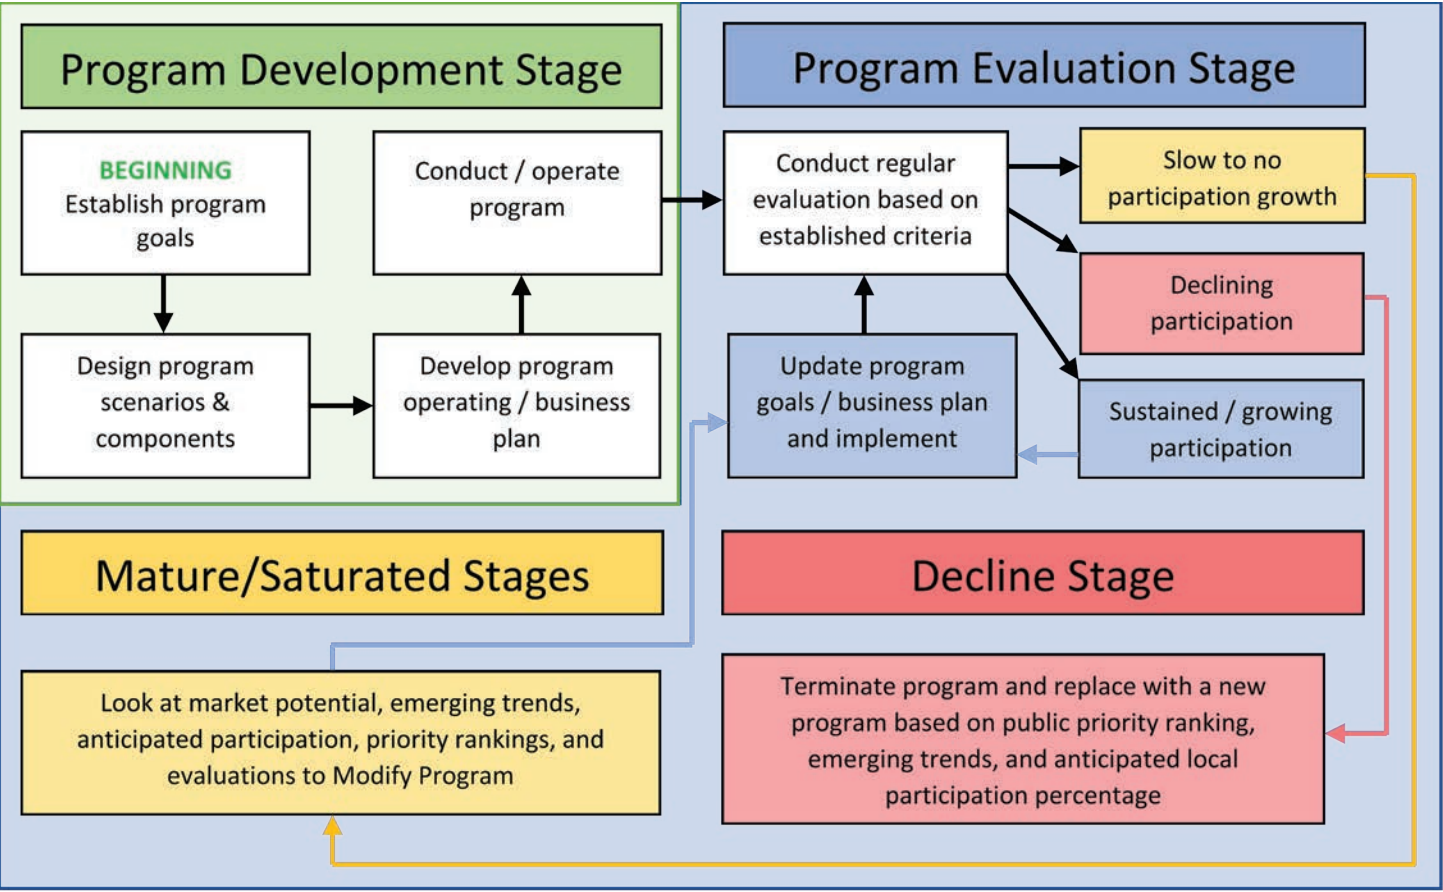 Program Development Stage
BEGINNING
Establish program
goals
Design program
scenarios &
components
Develop program
operating / business
plan
Conduct / operate
program
Program Evaluation Stage
Conduct regular
evaluation based on
established criteria
Slow to no
participation growth
Declining
participation
Sustained / growing
participation
Update program
goals / business plan
and implement
Mature/Saturated Stages
Look at market potential, emerging trends,
anticipated participation, priority rankings, and
evaluations to Modify Program
Decline Stage
Terminate program and replace with a new
program based on public priority ranking,
emerging trends, and anticipated local
participation percentage